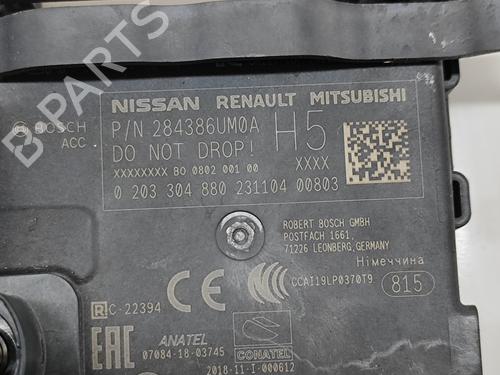 NISSAN RENAULT MITSUBISHI
BOSCH
ACC
P/N 284386UM0A
H5
DO NOT DROP!
XXXXXXXX B0 0802 001 00
XXXX
0 203 304 880 231104 00803
ROBERT BOSCH GMBH
POSTFACH 1661,
71226 LEONBERG, GERMANY
Німеччина
CCAI19LP0370T9
815
R C-22394
CE
CCC
EAC
ANATEL
07084-18-03745
CONATEL
2018-11-I-000612
B-PARTS